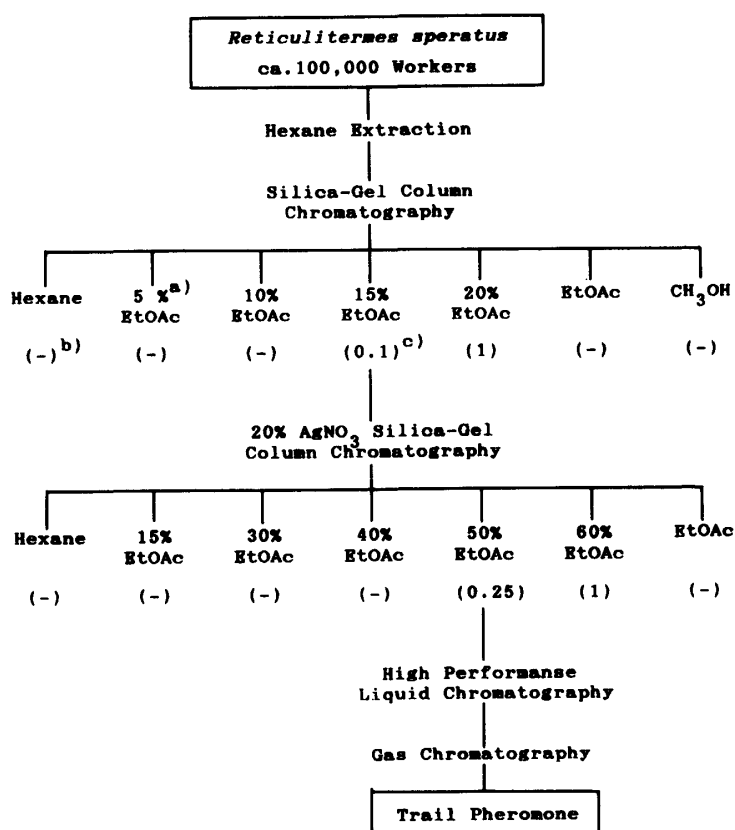 Reticulitermes speratus
ca.100,000 Workers
Hexane Extraction
Silica-Gel Column
Chromatography
Hexane 5 %a) EtOAc 10% EtOAc 15% EtOAc 20% EtOAc EtOAc CH3OH
(-)b) (-) (-) (0.1)c) (1) (-) (-)
20% AgNO3 Silica-Gel
Column Chromatography
Hexane 15% EtOAc 30% EtOAc 40% EtOAc 50% EtOAc 60% EtOAc EtOAc
(-) (-) (-) (-) (0.25) (1) (-)
High Performanse
Liquid Chromatography
Gas Chromatography
Trail Pheromone